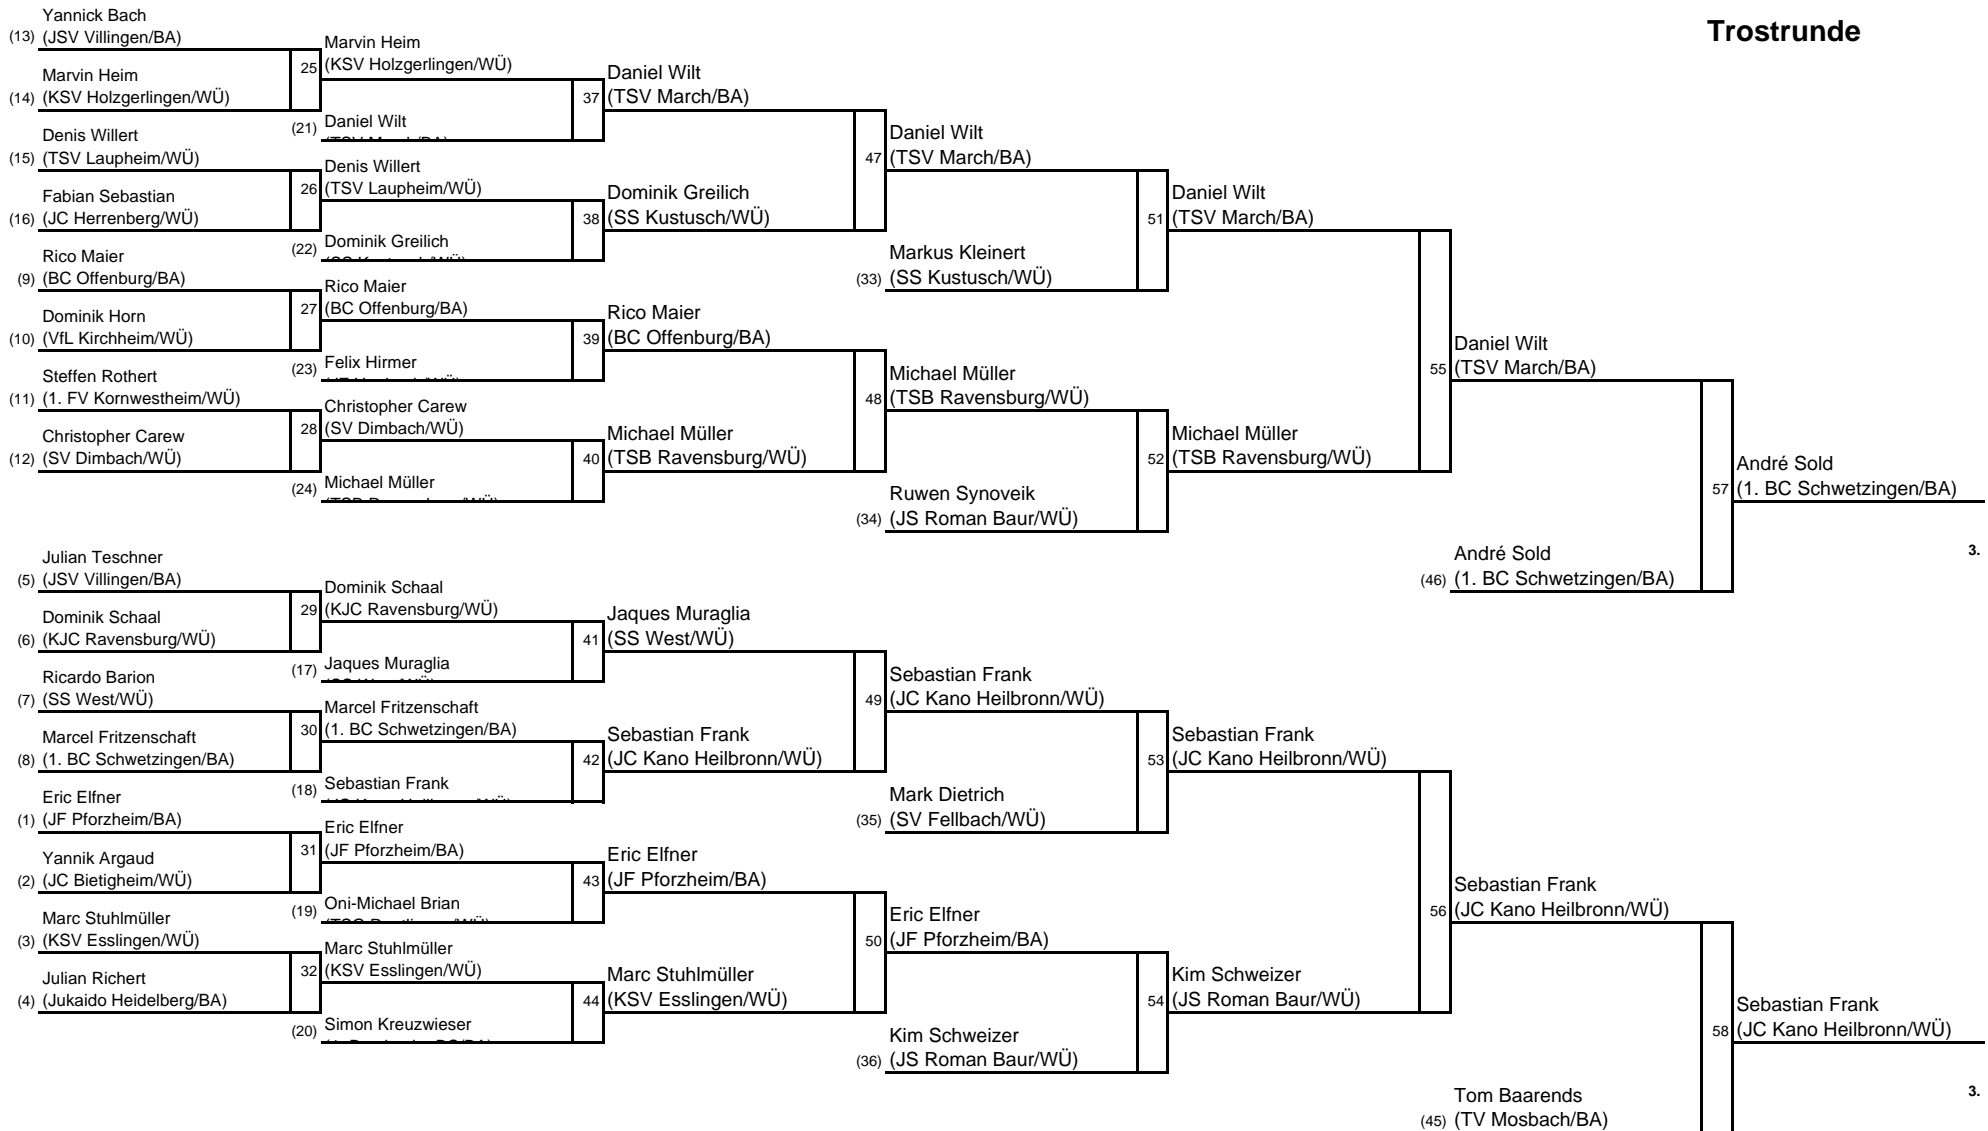 Trostrunde
Yannick Bach
(13) (JSV Villingen/BA)
Marvin Heim
(14) (KSV Holzgerlingen/WÜ)
Denis Willert
(15) (TSV Laupheim/WÜ)
Fabian Sebastian
(16) (JC Herrenberg/WÜ)
Rico Maier
(9) (BC Offenburg/BA)
Dominik Horn
(10) (VfL Kirchheim/WÜ)
Steffen Rothert
(11) (1. FV Kornwestheim/WÜ)
Christopher Carew
(12) (SV Dimbach/WÜ)
Julian Teschner
(5) (JSV Villingen/BA)
Dominik Schaal
(6) (KJC Ravensburg/WÜ)
Ricardo Barion
(7) (SS West/WÜ)
Marcel Fritzenschaft
(8) (1. BC Schwetzingen/BA)
Eric Elfner
(1) (JF Pforzheim/BA)
Yannik Argaud
(2) (JC Bietigheim/WÜ)
Marc Stuhlmüller
(3) (KSV Esslingen/WÜ)
Julian Richert
(4) (Jukaido Heidelberg/BA)
Marvin Heim
25 (KSV Holzgerlingen/WÜ)
(21) Daniel Wilt
Denis Willert
26 (TSV Laupheim/WÜ)
(22) Dominik Greilich
Rico Maier
27 (BC Offenburg/BA)
(23) Felix Hirmer
Christopher Carew
28 (SV Dimbach/WÜ)
(24) Michael Müller
Dominik Schaal
29 (KJC Ravensburg/WÜ)
(17) Jaques Muraglia
Marcel Fritzenschaft
30 (1. BC Schwetzingen/BA)
(18) Sebastian Frank
Eric Elfner
31 (JF Pforzheim/BA)
(19) Oni-Michael Brian
Marc Stuhlmüller
32 (KSV Esslingen/WÜ)
(20) Simon Kreuzwieser
Daniel Wilt
37 (TSV March/BA)
Dominik Greilich
38 (SS Kustusch/WÜ)
Rico Maier
39 (BC Offenburg/BA)
Michael Müller
40 (TSB Ravensburg/WÜ)
Jaques Muraglia
41 (SS West/WÜ)
Sebastian Frank
42 (JC Kano Heilbronn/WÜ)
Eric Elfner
43 (JF Pforzheim/BA)
Marc Stuhlmüller
44 (KSV Esslingen/WÜ)
Daniel Wilt
47 (TSV March/BA)
Markus Kleinert
(33) (SS Kustusch/WÜ)
Michael Müller
48 (TSB Ravensburg/WÜ)
Ruwen Synoveik
(34) (JS Roman Baur/WÜ)
Sebastian Frank
49 (JC Kano Heilbronn/WÜ)
Mark Dietrich
(35) (SV Fellbach/WÜ)
Eric Elfner
50 (JF Pforzheim/BA)
Kim Schweizer
(36) (JS Roman Baur/WÜ)
Daniel Wilt
51 (TSV March/BA)
Michael Müller
52 (TSB Ravensburg/WÜ)
Sebastian Frank
53 (JC Kano Heilbronn/WÜ)
Kim Schweizer
54 (JS Roman Baur/WÜ)
Daniel Wilt
55 (TSV March/BA)
André Sold
(46) (1. BC Schwetzingen/BA)
Sebastian Frank
56 (JC Kano Heilbronn/WÜ)
Tom Baarends
(45) (TV Mosbach/BA)
André Sold
57 (1. BC Schwetzingen/BA)
3.
Sebastian Frank
58 (JC Kano Heilbronn/WÜ)
3.